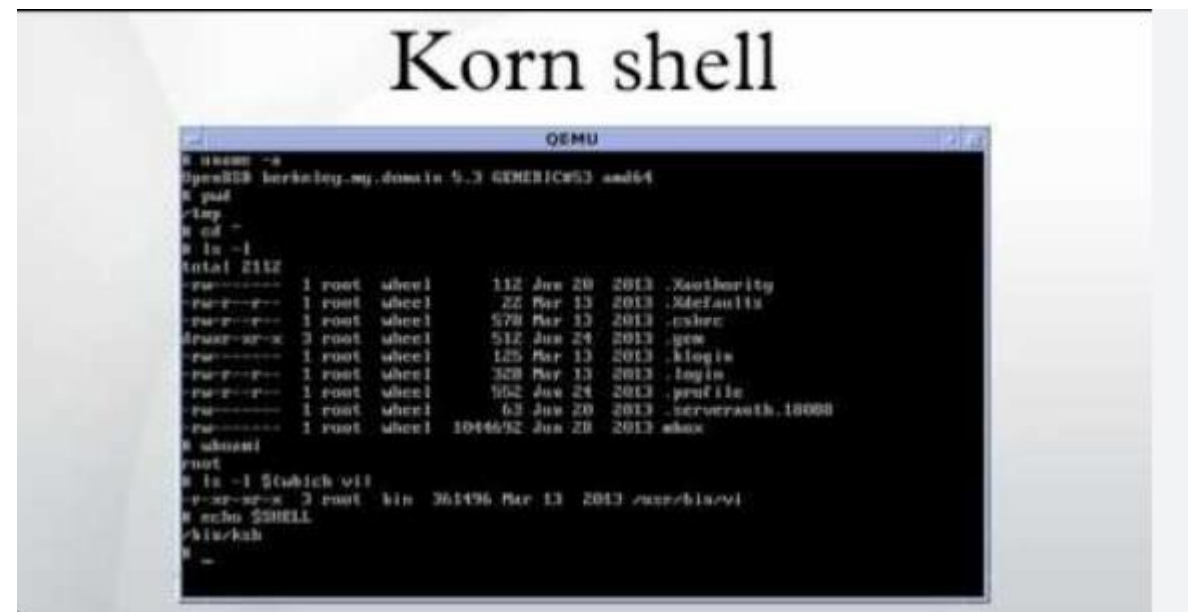 Korn shell
QEMU
# uname -a
OpenBSD berkeley.my.domain 5.3 GENERIC#53 amd64
# pwd
/tmp
# cd ~
# ls -l
total 2112
-rw------- 1 root wheel 112 Jun 20 2013 .Xauthority
-rw-r--r-- 1 root wheel 22 Mar 13 2013 .Xdefaults
-rw-r--r-- 1 root wheel 578 Mar 13 2013 .cshrc
drwxr-xr-x 3 root wheel 512 Jun 24 2013 .gem
-rw------- 1 root wheel 125 Mar 13 2013 .klogin
-rw-r--r-- 1 root wheel 328 Mar 13 2013 .login
-rw-r--r-- 1 root wheel 552 Jun 24 2013 .profile
-rw------- 1 root wheel 63 Jun 20 2013 .serverauth.18088
-rw------- 1 root wheel 1044692 Jun 20 2013 mbox
# whoami
root
# ls -l $(which vi)
-r-xr-xr-x 3 root bin 361496 Mar 13 2013 /usr/bin/vi
# echo $SHELL
/bin/ksh
# _